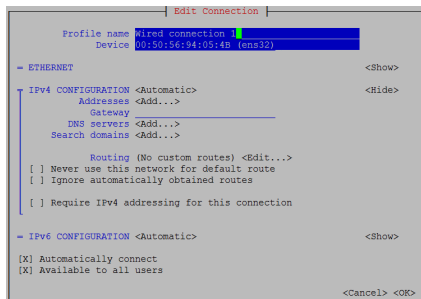 Edit Connection
Profile name Wired connection 1
Device 00:50:56:94:05:4B (ens32)
= ETHERNET <Show>
IPv4 CONFIGURATION <Automatic> <Hide>
Addresses <Add...>
Gateway
DNS servers <Add...>
Search domains <Add...>
Routing (No custom routes) <Edit...>
[ ] Never use this network for default route
[ ] Ignore automatically obtained routes
[ ] Require IPv4 addressing for this connection
= IPv6 CONFIGURATION <Automatic> <Show>
[X] Automatically connect
[X] Available to all users
<Cancel> <OK>